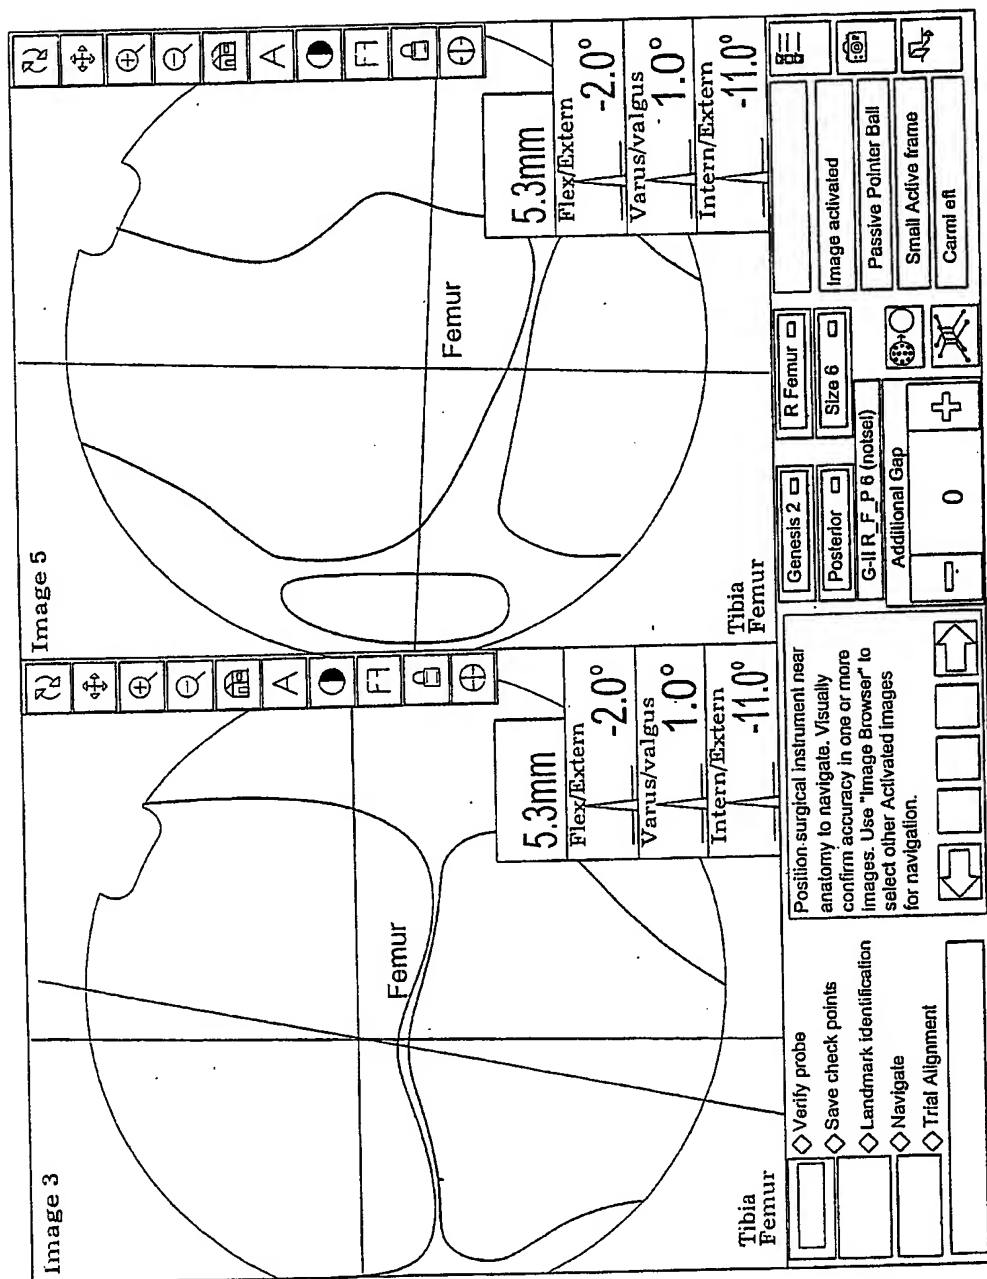 Image 3
A
FT
Femur
5.3mm
Flex/Extern
-2.0°
Varus/valgus
1.0°
Intern/Extern
-11.0°
Tibia
Femur
Image 5
A
FT
Femur
5.3mm
Flex/Extern
-2.0°
Varus/valgus
1.0°
Intern/Extern
-11.0°
Tibia
Femur
Verify probe
Save check points
Landmark identification
Navigate
Trial Alignment
Position surgical instrument near
anatomy to navigate. Visually
confirm accuracy in one or more
images. Use "Image Browser" to
select other Activated images
for navigation.
Genesis 2
R Femur
Posterior
Size 6
G-II R_F_P 6 (notsel)
Additional Gap
0
Image activated
Passive Pointer Ball
Small Active frame